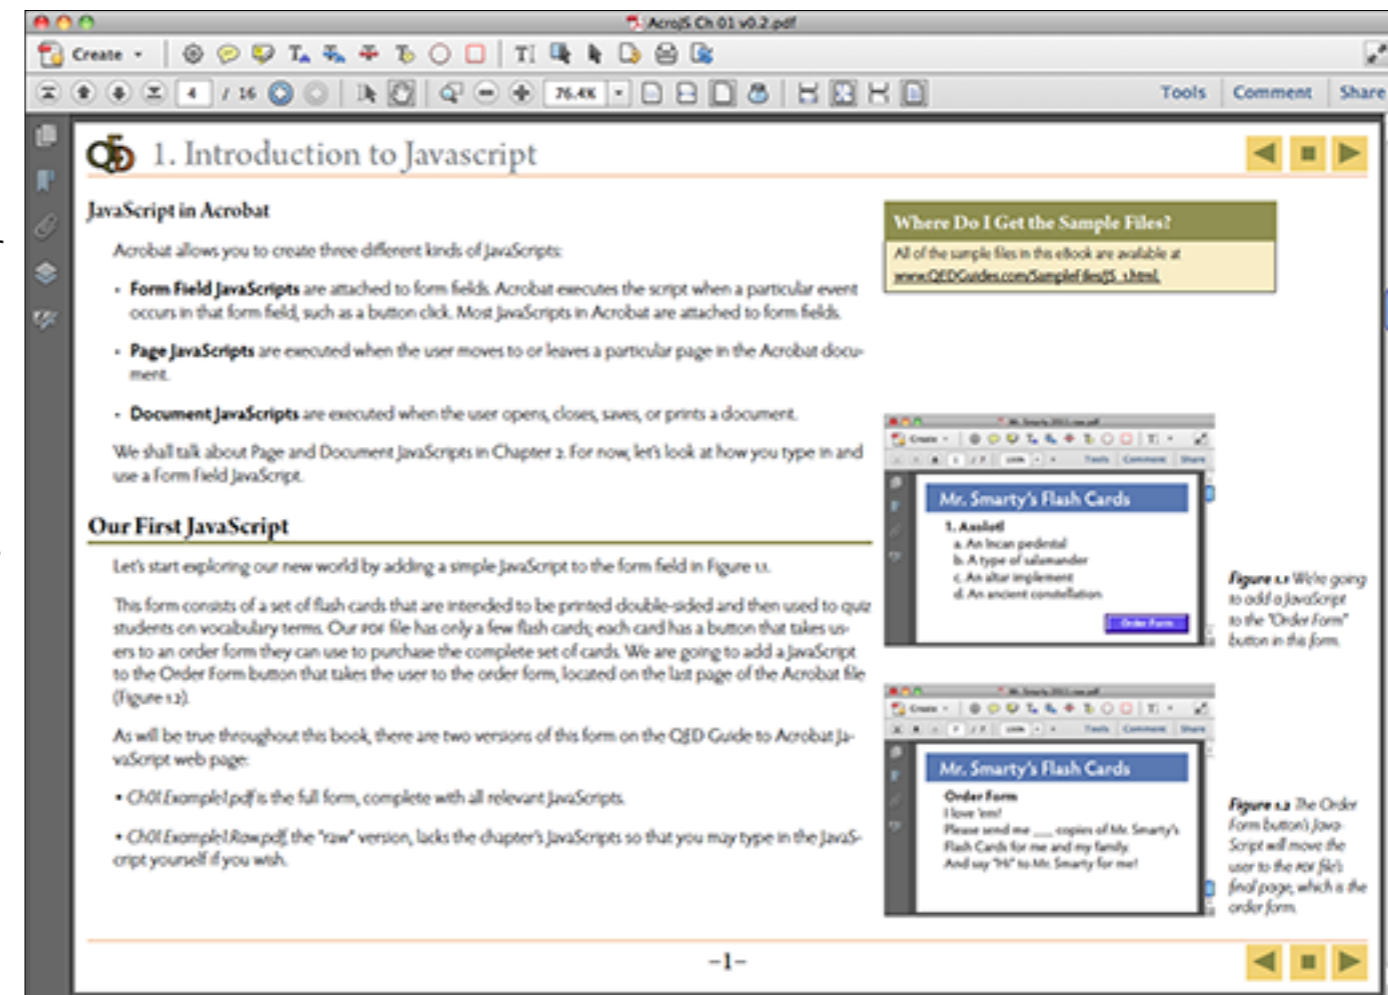 AcroJS Ch 01 v0.2.pdf
Create
4 / 16 76.4% Tools Comment Share
QED 1. Introduction to Javascript
JavaScript in Acrobat
Acrobat allows you to create three different kinds of JavaScripts:
• Form Field JavaScripts are attached to form fields. Acrobat executes the script when a particular event
occurs in that form field, such as a button click. Most JavaScripts in Acrobat are attached to form fields.
• Page JavaScripts are executed when the user moves to or leaves a particular page in the Acrobat docu-
ment.
• Document JavaScripts are executed when the user opens, closes, saves, or prints a document.
We shall talk about Page and Document JavaScripts in Chapter 2. For now, let's look at how you type in and
use a Form Field JavaScript.
Our First JavaScript
Let's start exploring our new world by adding a simple JavaScript to the form field in Figure 1.1.
This form consists of a set of flash cards that are intended to be printed double-sided and then used to quiz
students on vocabulary terms. Our PDF file has only a few flash cards; each card has a button that takes us-
ers to an order form they can use to purchase the complete set of cards. We are going to add a JavaScript
to the Order Form button that takes the user to the order form, located on the last page of the Acrobat file
(Figure 1.2).
As will be true throughout this book, there are two versions of this form on the QED Guide to Acrobat Ja-
vaScript web page:
• Ch01Example1.pdf is the full form, complete with all relevant JavaScripts.
• Ch01Example1Raw.pdf, the "raw" version, lacks the chapter's JavaScripts so that you may type in the JavaS-
cript yourself if you wish.
Where Do I Get the Sample Files?
All of the sample files in this eBook are available at
www.QEDGuides.com/SampleFiles/JS_1.html.
Create
Tools Comment Share
Mr. Smarty's Flash Cards
1. Axolotl
a. An Incan pedestal
b. A type of salamander
c. An altar implement
d. An ancient constellation
Order Form
Figure 1.1 We're going
to add a JavaScript
to the "Order Form"
button in this form.
Create
Tools Comment Share
Mr. Smarty's Flash Cards
Order Form
I love 'em!
Please send me ___ copies of Mr. Smarty's
Flash Cards for me and my family.
And say "Hi" to Mr. Smarty for me!
Figure 1.2 The Order
Form button's Java-
Script will move the
user to the PDF file's
final page, which is the
order form.
–1–